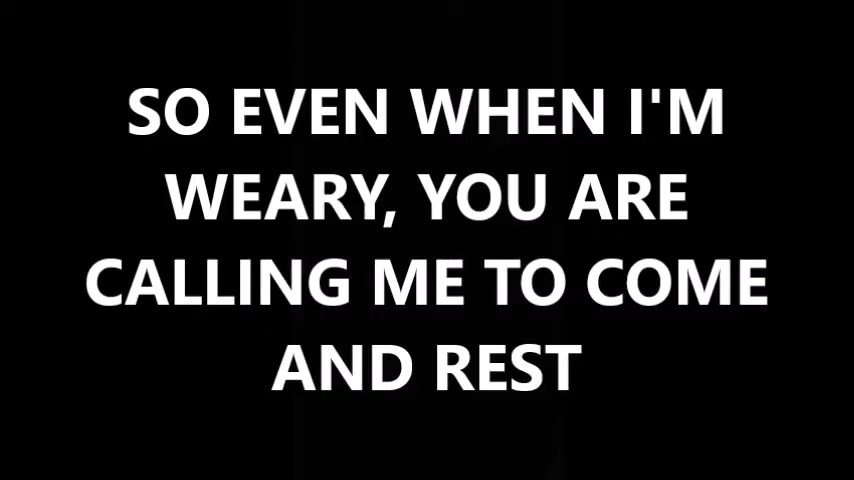 SO EVEN WHEN I'M
WEARY, YOU ARE
CALLING ME TO COME
AND REST